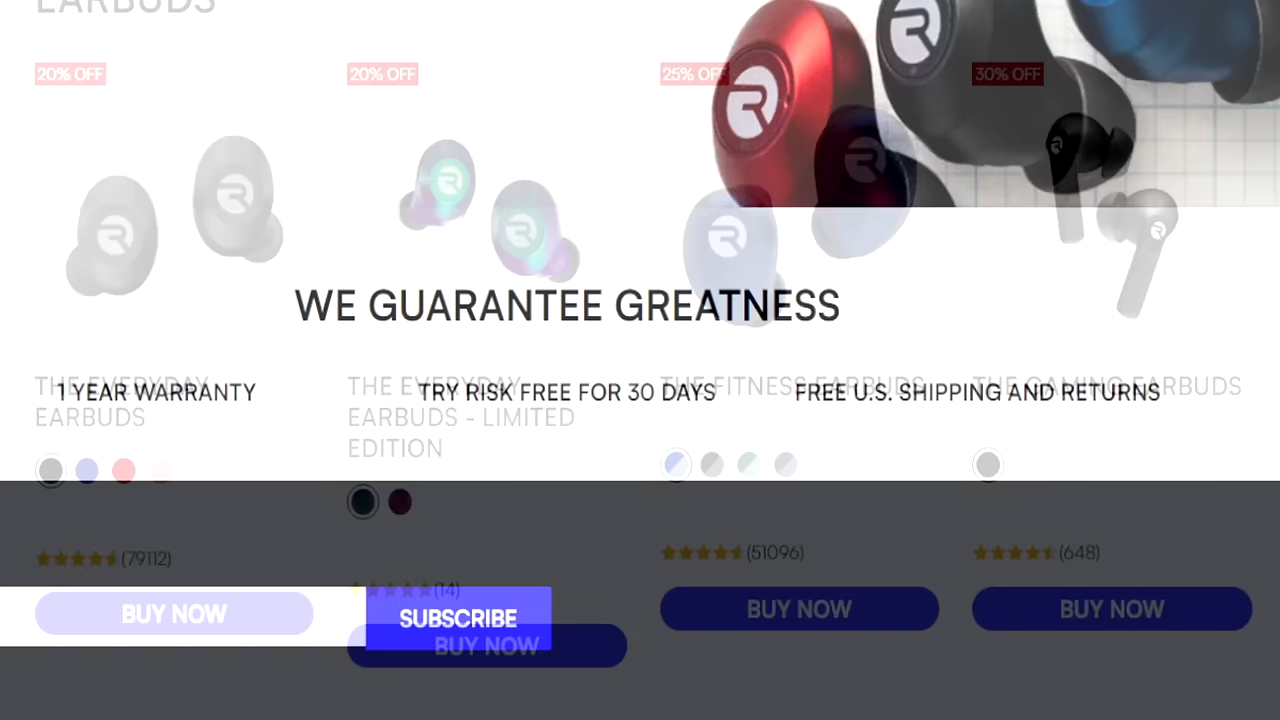 EARBUDS
20% OFF
20% OFF
25% OFF
30% OFF
WE GUARANTEE GREATNESS
THE EVERYDAY
EARBUDS
THE EVERYDAY
EARBUDS - LIMITED
EDITION
THE FITNESS EARBUDS
THE GAMING EARBUDS
1 YEAR WARRANTY
TRY RISK FREE FOR 30 DAYS
FREE U.S. SHIPPING AND RETURNS
(79112)
(14)
(51096)
(648)
BUY NOW
SUBSCRIBE
BUY NOW
BUY NOW
BUY NOW